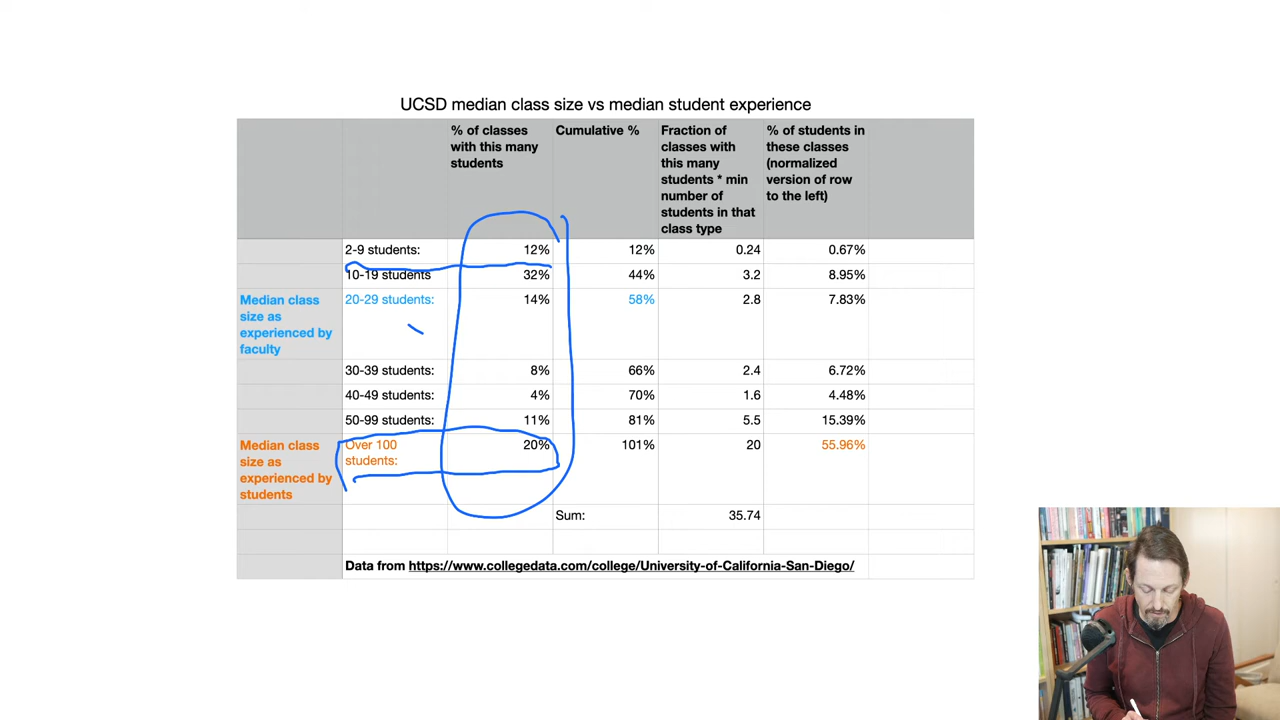 UCSD median class size vs median student experience
% of classes
with this many
students
Cumulative %
Fraction of
classes with
this many
students * min
number of
students in that
class type
% of students in
these classes
(normalized
version of row
to the left)
2-9 students: 12% 12% 0.24 0.67%
10-19 students 32% 44% 3.2 8.95%
Median class
size as
experienced by
faculty
20-29 students: 14% 58% 2.8 7.83%
30-39 students: 8% 66% 2.4 6.72%
40-49 students: 4% 70% 1.6 4.48%
50-99 students: 11% 81% 5.5 15.39%
Median class
size as
experienced by
students
Over 100
students:
20% 101% 20 55.96%
Sum: 35.74
Data from https://www.collegedata.com/college/University-of-California-San-Diego/